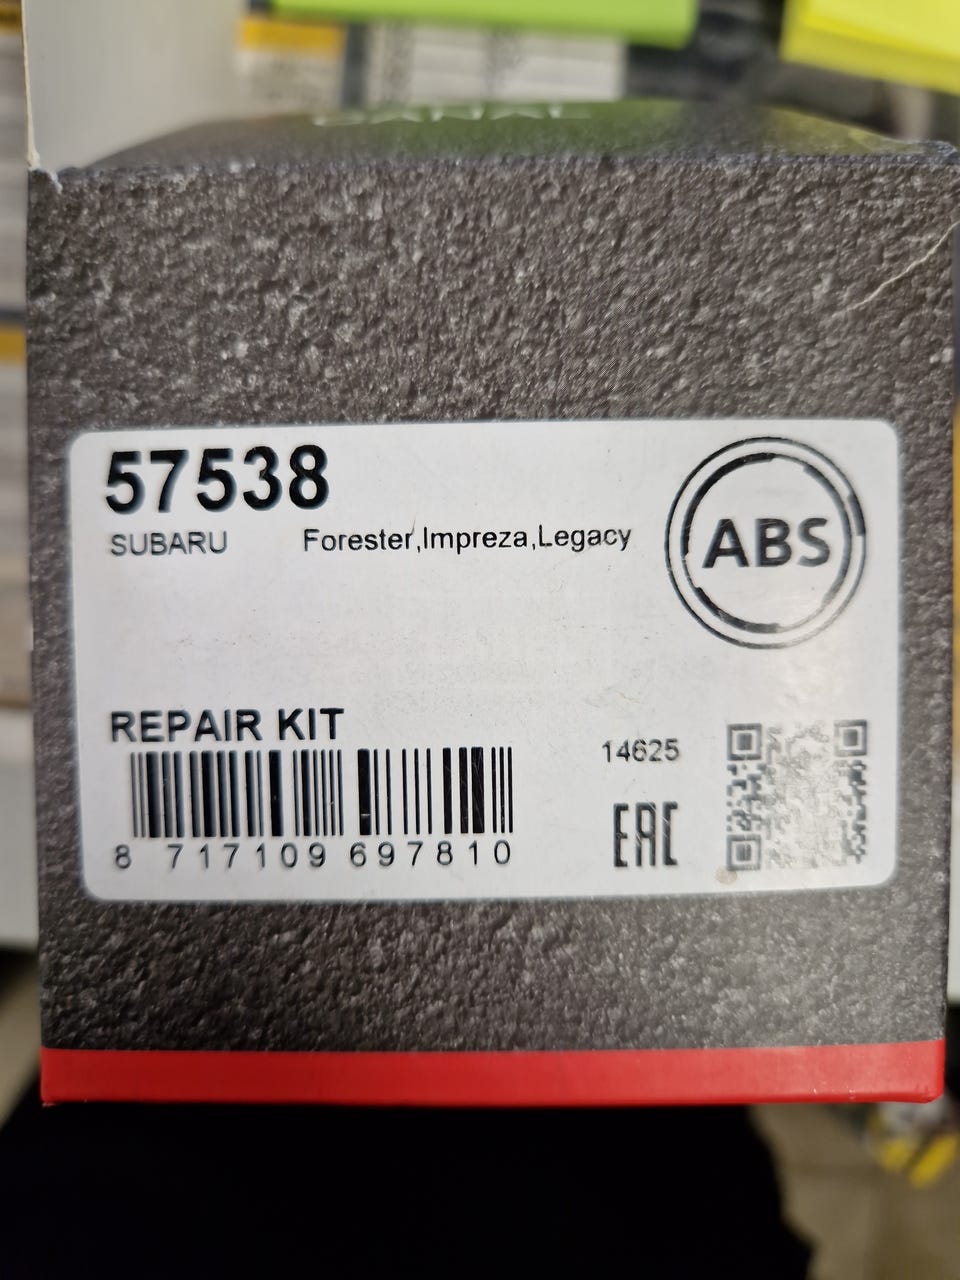 57538
SUBARU Forester,Impreza,Legacy
ABS
REPAIR KIT
14625
EAC
8 717109 697810